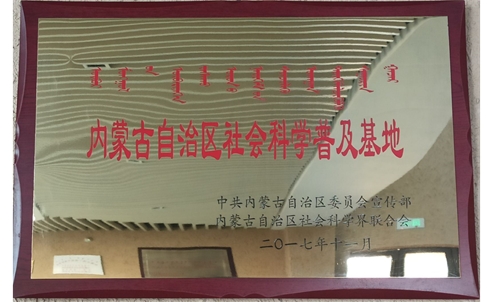 内蒙古自治区社会科学普及基地
中共内蒙古自治区委员会宣传部
内蒙古自治区社会科学界联合会
二〇一七年十一月